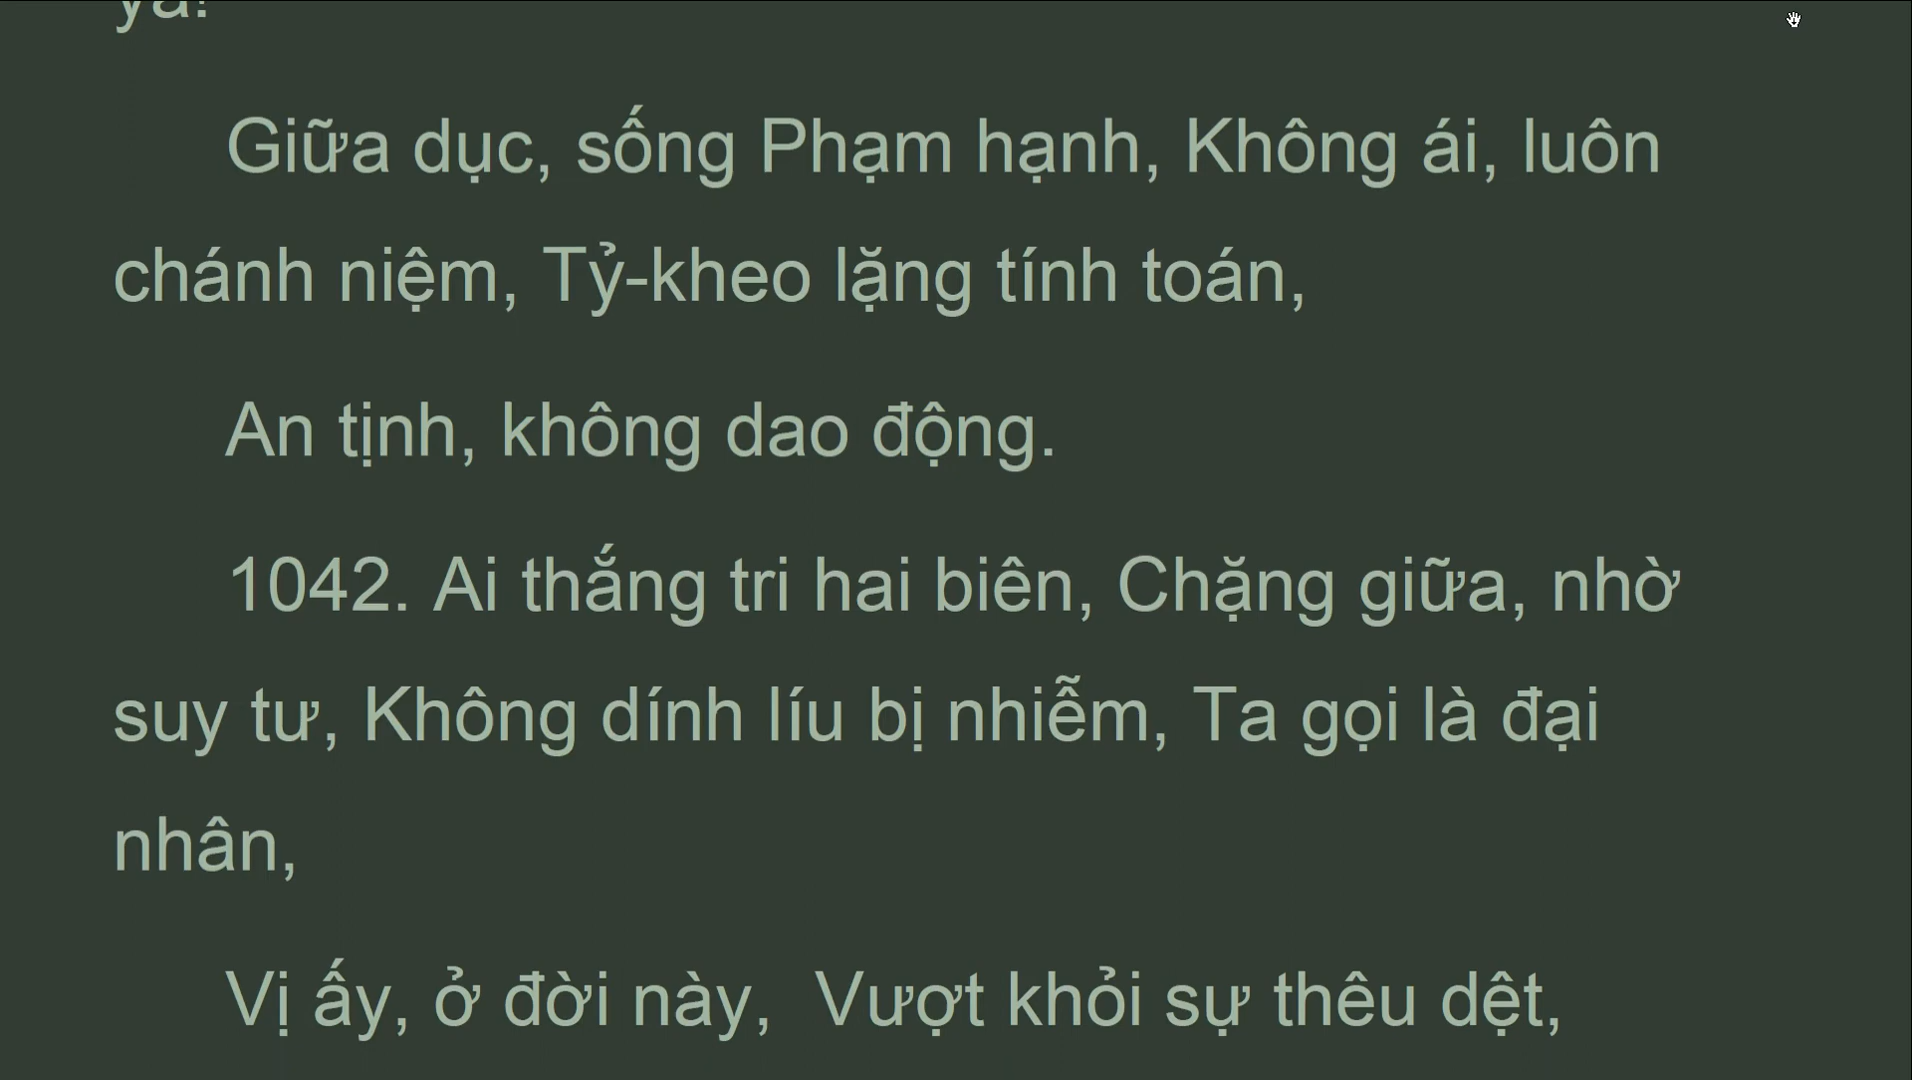 Giữa dục, sống Phạm hạnh, Không ái, luôn
chánh niệm, Tỷ-kheo lặng tính toán,
An tịnh, không dao động.
1042. Ai thắng tri hai biên, Chặng giữa, nhờ
suy tư, Không dính líu bị nhiễm, Ta gọi là đại
nhân,
Vị ấy, ở đời này, Vượt khỏi sự thêu dệt,